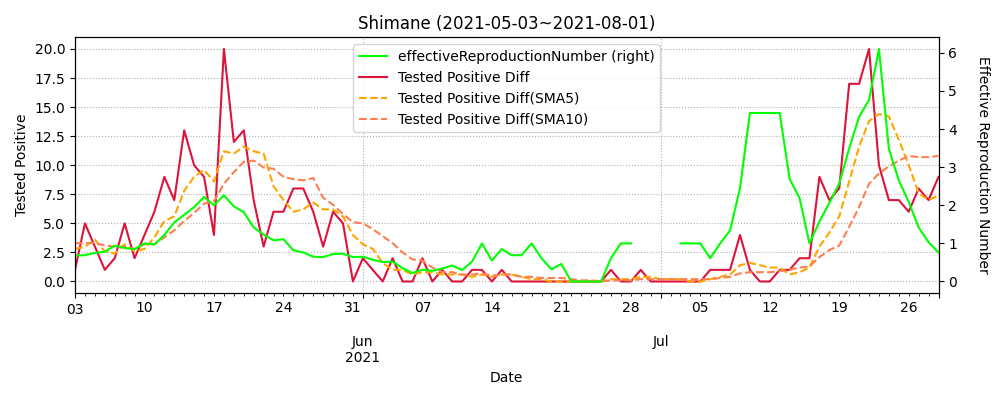 Shimane (2021-05-03~2021-08-01)
effectiveReproductionNumber (right)
Tested Positive Diff
Tested Positive Diff(SMA5)
Tested Positive Diff(SMA10)
Tested Positive
20.0
17.5
15.0
12.5
10.0
7.5
5.0
2.5
0.0
6
5
4
3
2
1
0
Effective Reproduction Number
03 10 17 24 31 07 14 21 28 05 12 19 26
Jun Jul
2021
Date